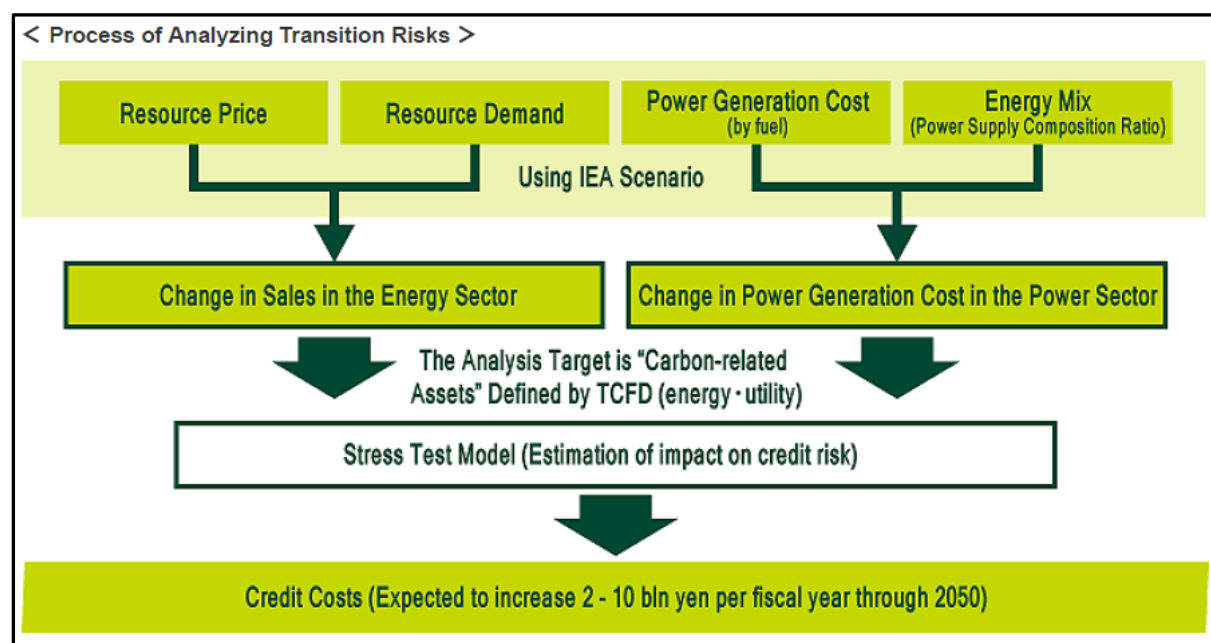 < Process of Analyzing Transition Risks >
Resource Price
Resource Demand
Power Generation Cost
(by fuel)
Energy Mix
(Power Supply Composition Ratio)
Using IEA Scenario
Change in Sales in the Energy Sector
Change in Power Generation Cost in the Power Sector
The Analysis Target is “Carbon-related
Assets” Defined by TCFD (energy・utility)
Stress Test Model (Estimation of impact on credit risk)
Credit Costs (Expected to increase 2 - 10 bln yen per fiscal year through 2050)